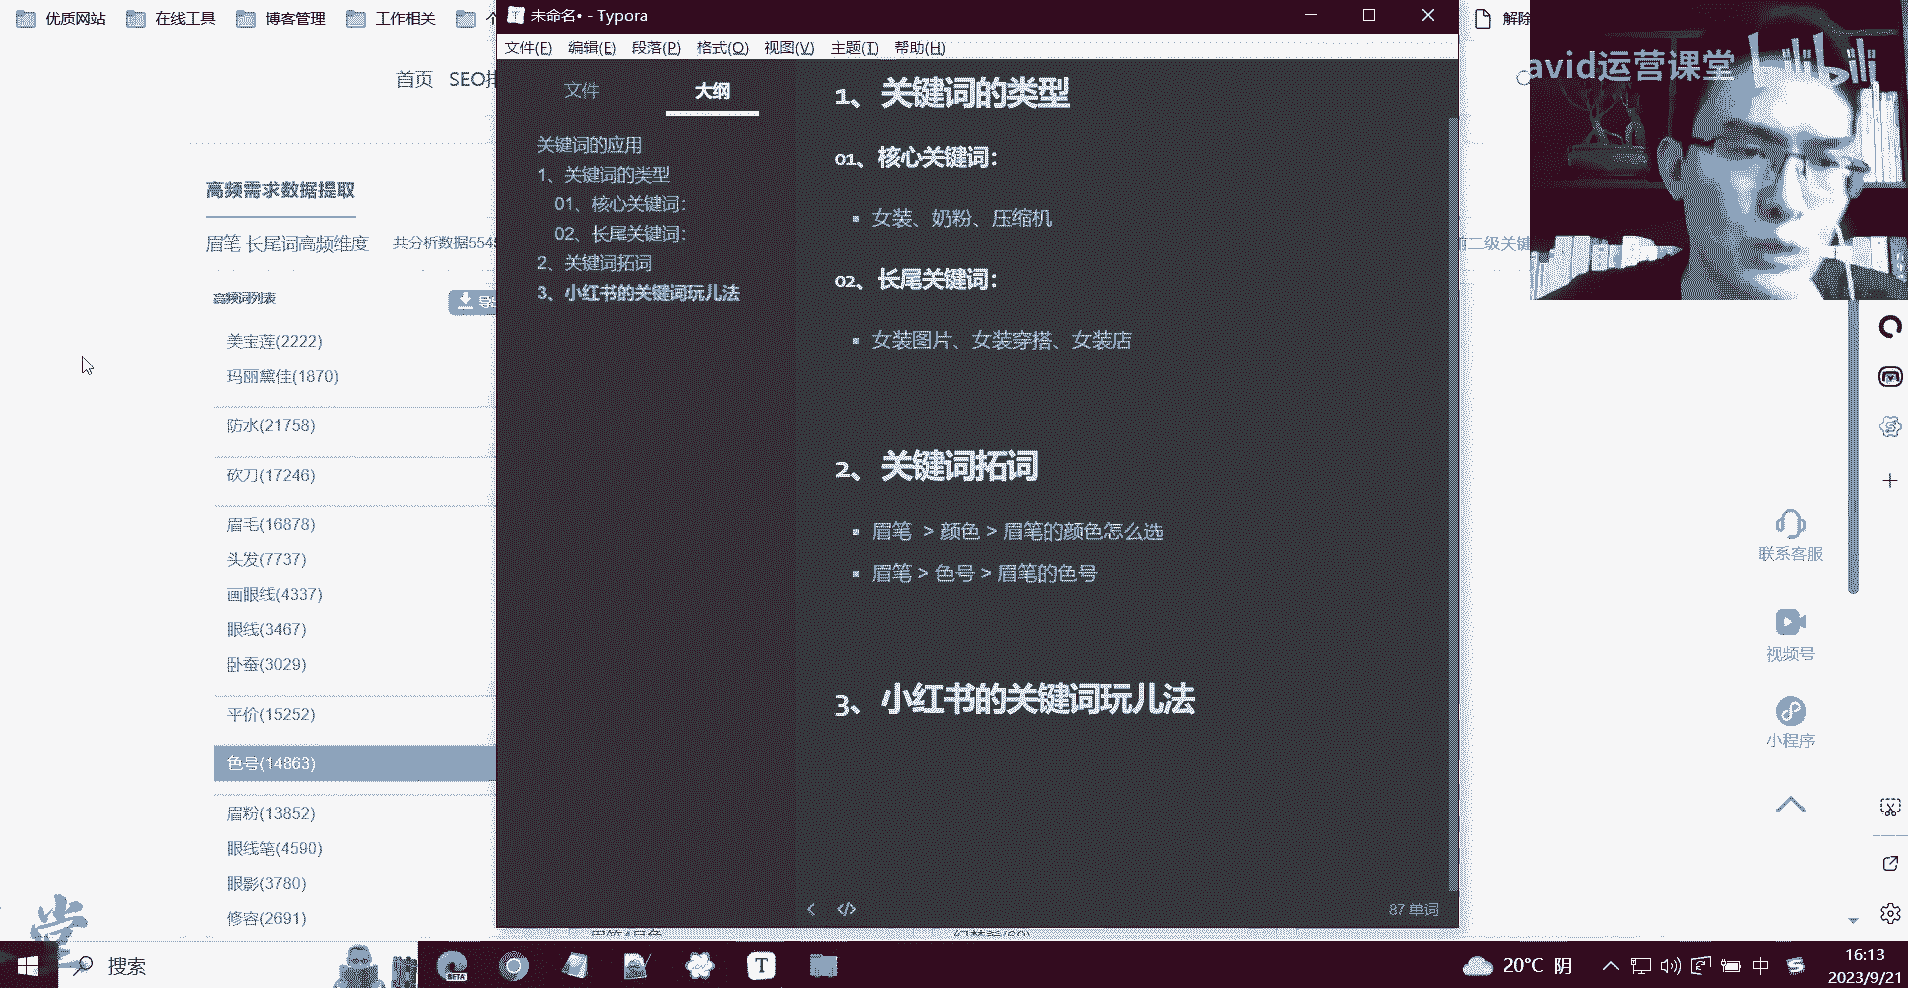 优质网站 在线工具 博客管理 工作相关
未命名• - Typora
解除
文件(F) 编辑(E) 段落(P) 格式(O) 视图(V) 主题(T) 帮助(H)
avid运营课堂 bilibili
首页 SEO排
文件 大纲
关键词的应用
1、关键词的类型
01、核心关键词：
02、长尾关键词：
2、关键词拓词
3、小红书的关键词玩儿法
1、 关键词的类型
01、核心关键词：
女装、奶粉、压缩机
02、长尾关键词：
女装图片、女装穿搭、女装店
2、 关键词拓词
眉笔 > 颜色 > 眉笔的颜色怎么选
眉笔 > 色号 > 眉笔的色号
3、 小红书的关键词玩儿法
87 单词
高频需求数据提取
眉笔 长尾词高频维度 共分析数据5545
二级关键
高频词列表
导
美宝莲(2222)
玛丽黛佳(1870)
防水(21758)
砍刀(17246)
眉毛(16878)
头发(7737)
画眼线(4337)
眼线(3467)
卧蚕(3029)
平价(15252)
色号(14863)
眉粉(13852)
眼线笔(4590)
眼影(3780)
修容(2691)
联系客服
视频号
小程序
堂
搜索
BETA
T
20°C 阴
中
16:13
2023/9/21